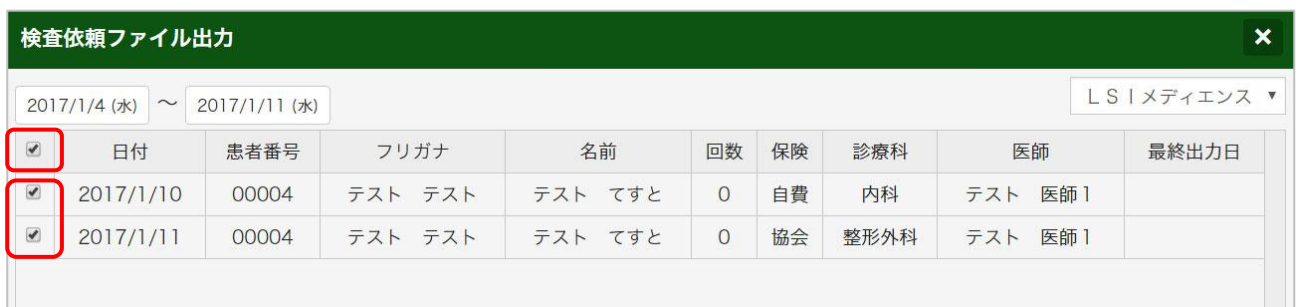 検査依頼ファイル出力 ×
2017/1/4 (水) ～ 2017/1/11 (水) ＬＳＩメディエンス ▼
日付 患者番号 フリガナ 名前 回数 保険 診療科 医師 最終出力日
2017/1/10 00004 テスト　テスト テスト　てすと 0 自費 内科 テスト　医師１
2017/1/11 00004 テスト　テスト テスト　てすと 0 協会 整形外科 テスト　医師１